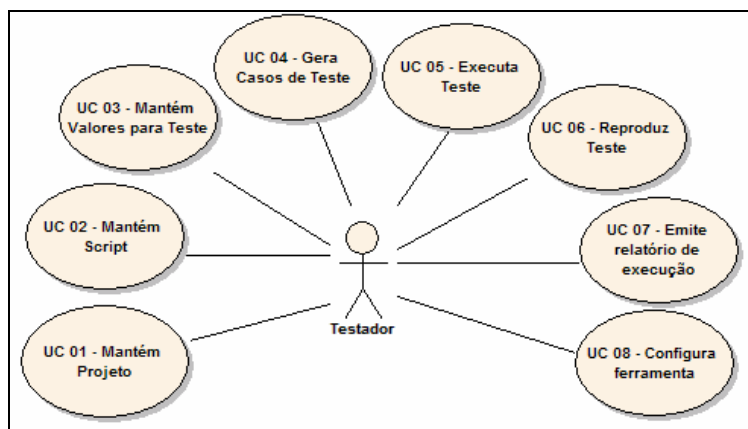 UC 04 - Gera
Casos de Teste
UC 05 - Executa
Teste
UC 03 - Mantém
Valores para Teste
UC 06 - Reproduz
Teste
UC 02 - Mantém
Script
UC 07 - Emite
relatório de
execução
Testador
UC 01 - Mantém
Projeto
UC 08 - Configura
ferramenta